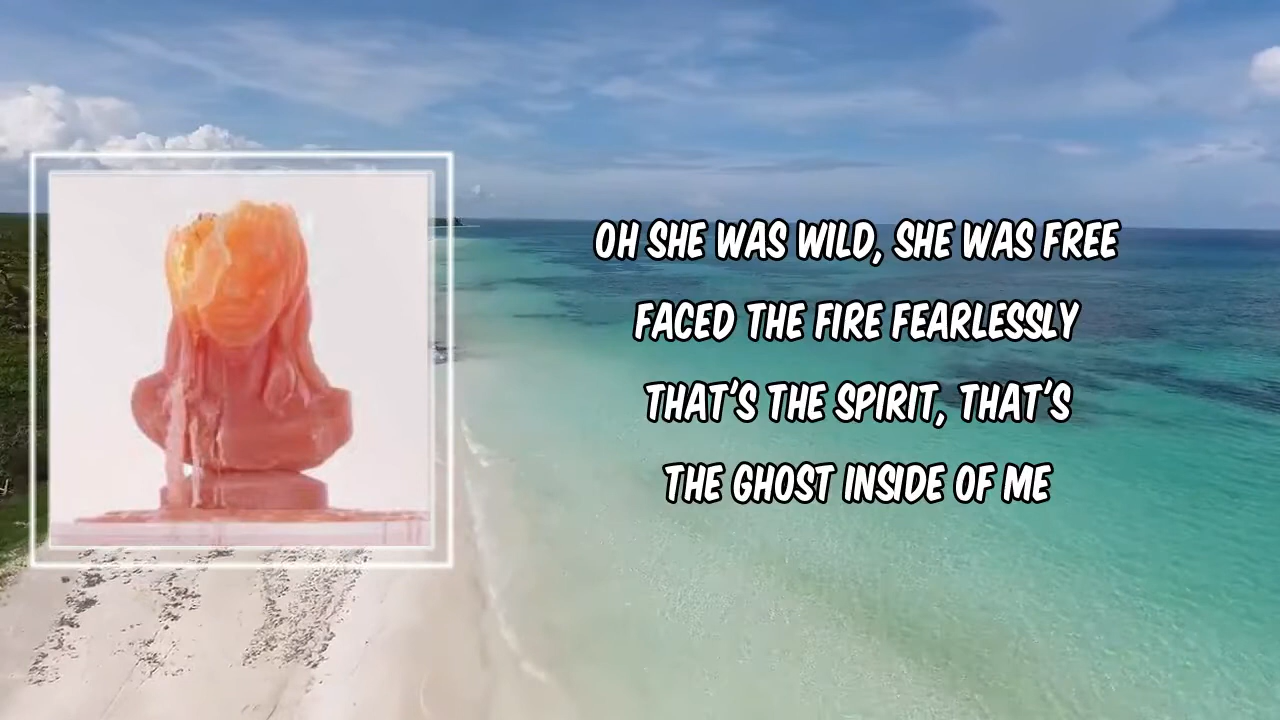 OH SHE WAS WILD, SHE WAS FREE
FACED THE FIRE FEARLESSLY
THAT'S THE SPIRIT, THAT'S
THE GHOST INSIDE OF ME